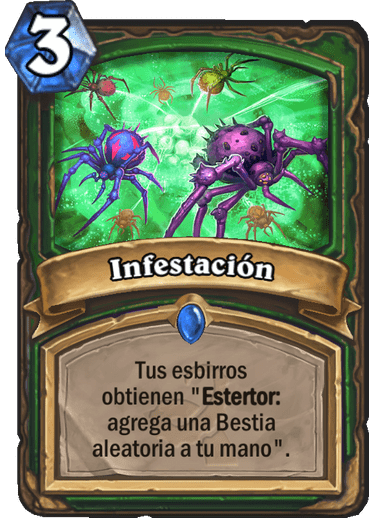 3
Infestación
Tus esbirros
obtienen "Estertor:
agrega una Bestia
aleatoria a tu mano".